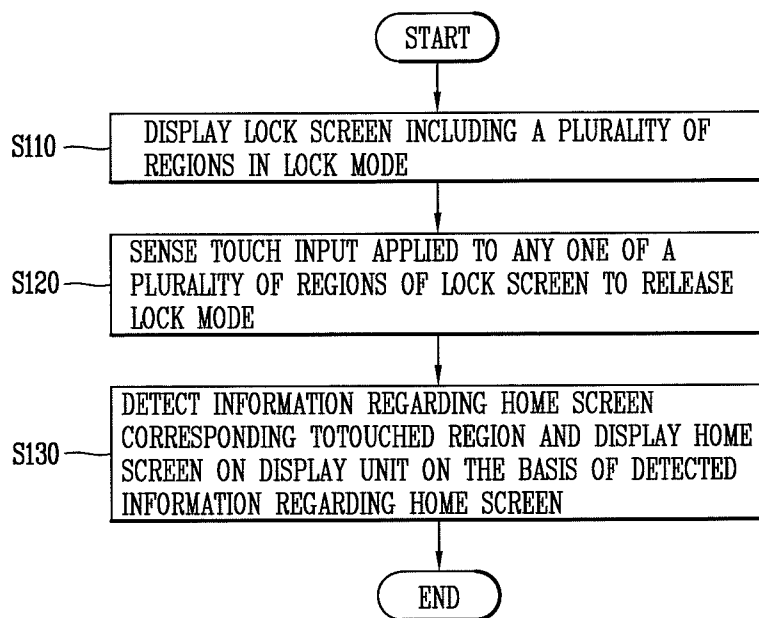 START
S110
DISPLAY LOCK SCREEN INCLUDING A PLURALITY OF
REGIONS IN LOCK MODE
S120
SENSE TOUCH INPUT APPLIED TO ANY ONE OF A
PLURALITY OF REGIONS OF LOCK SCREEN TO RELEASE
LOCK MODE
S130
DETECT INFORMATION REGARDING HOME SCREEN
CORRESPONDING TOTOUCHED REGION AND DISPLAY HOME
SCREEN ON DISPLAY UNIT ON THE BASIS OF DETECTED
INFORMATION REGARDING HOME SCREEN
END